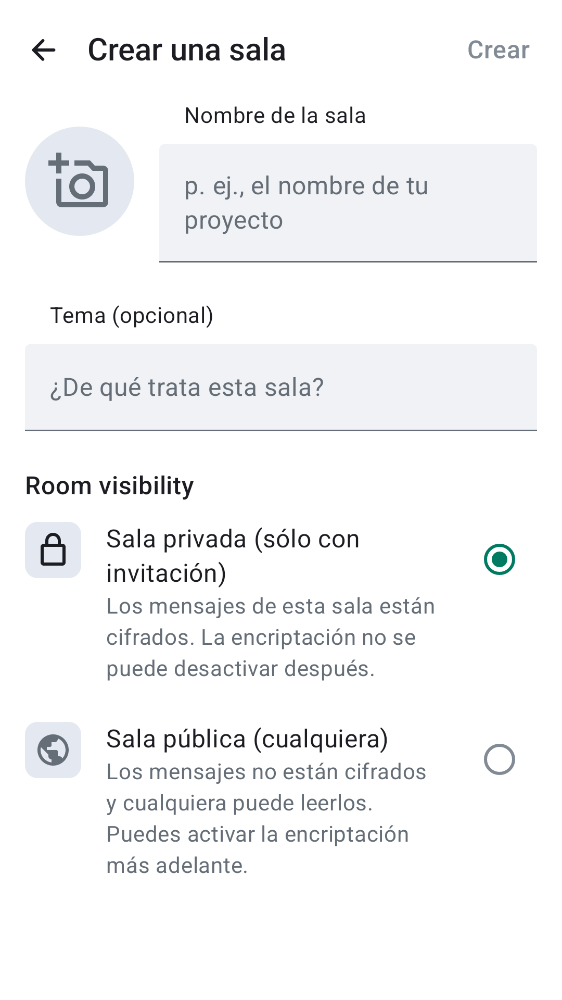 Crear una sala
Crear
Nombre de la sala
p. ej., el nombre de tu
proyecto
Tema (opcional)
¿De qué trata esta sala?
Room visibility
Sala privada (sólo con
invitación)
Los mensajes de esta sala están
cifrados. La encriptación no se
puede desactivar después.
Sala pública (cualquiera)
Los mensajes no están cifrados
y cualquiera puede leerlos.
Puedes activar la encriptación
más adelante.